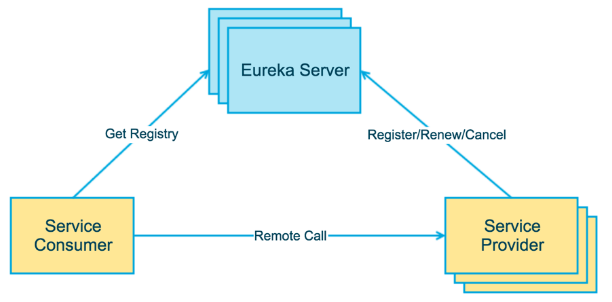 Eureka Server
Get Registry
Register/Renew/Cancel
Service
Consumer
Remote Call
Service
Provider